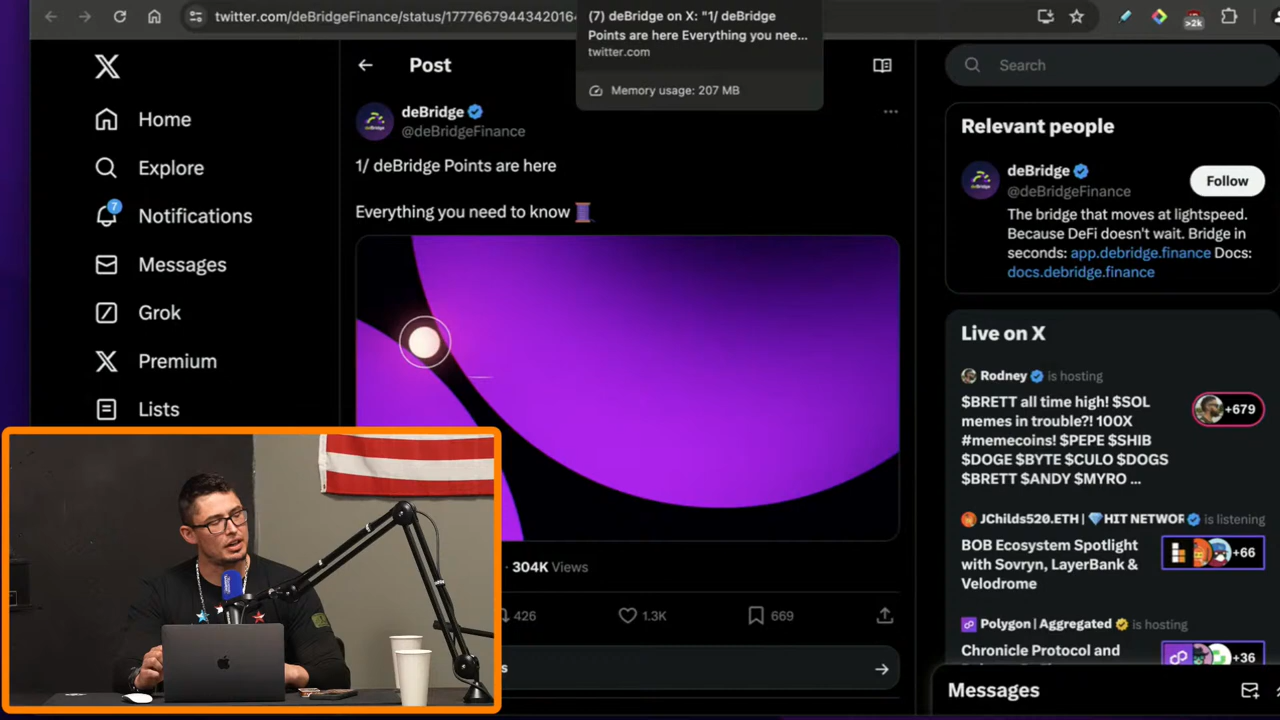 twitter.com/deBridgeFinance/status/17776679443420164
(7) deBridge on X: "1/ deBridge
Points are here Everything you nee...
twitter.com
Memory usage: 207 MB
>2k
Post
deBridge
@deBridgeFinance
1/ deBridge Points are here
Everything you need to know
304K Views
426
1.3K
669
Home
Explore
7
Notifications
Messages
Grok
Premium
Lists
Search
Relevant people
deBridge
@deBridgeFinance
Follow
The bridge that moves at lightspeed.
Because DeFi doesn't wait. Bridge in
seconds: app.debridge.finance Docs:
docs.debridge.finance
Live on X
Rodney is hosting
$BRETT all time high! $SOL
memes in trouble?! 100X
#memecoins! $PEPE $SHIB
$DOGE $BYTE $CULO $DOGS
$BRETT $ANDY $MYRO ...
+679
JChilds520.ETH | HIT NETWOR is listening
BOB Ecosystem Spotlight
with Sovryn, LayerBank &
Velodrome
+66
Polygon | Aggregated is hosting
Chronicle Protocol and
+36
Messages